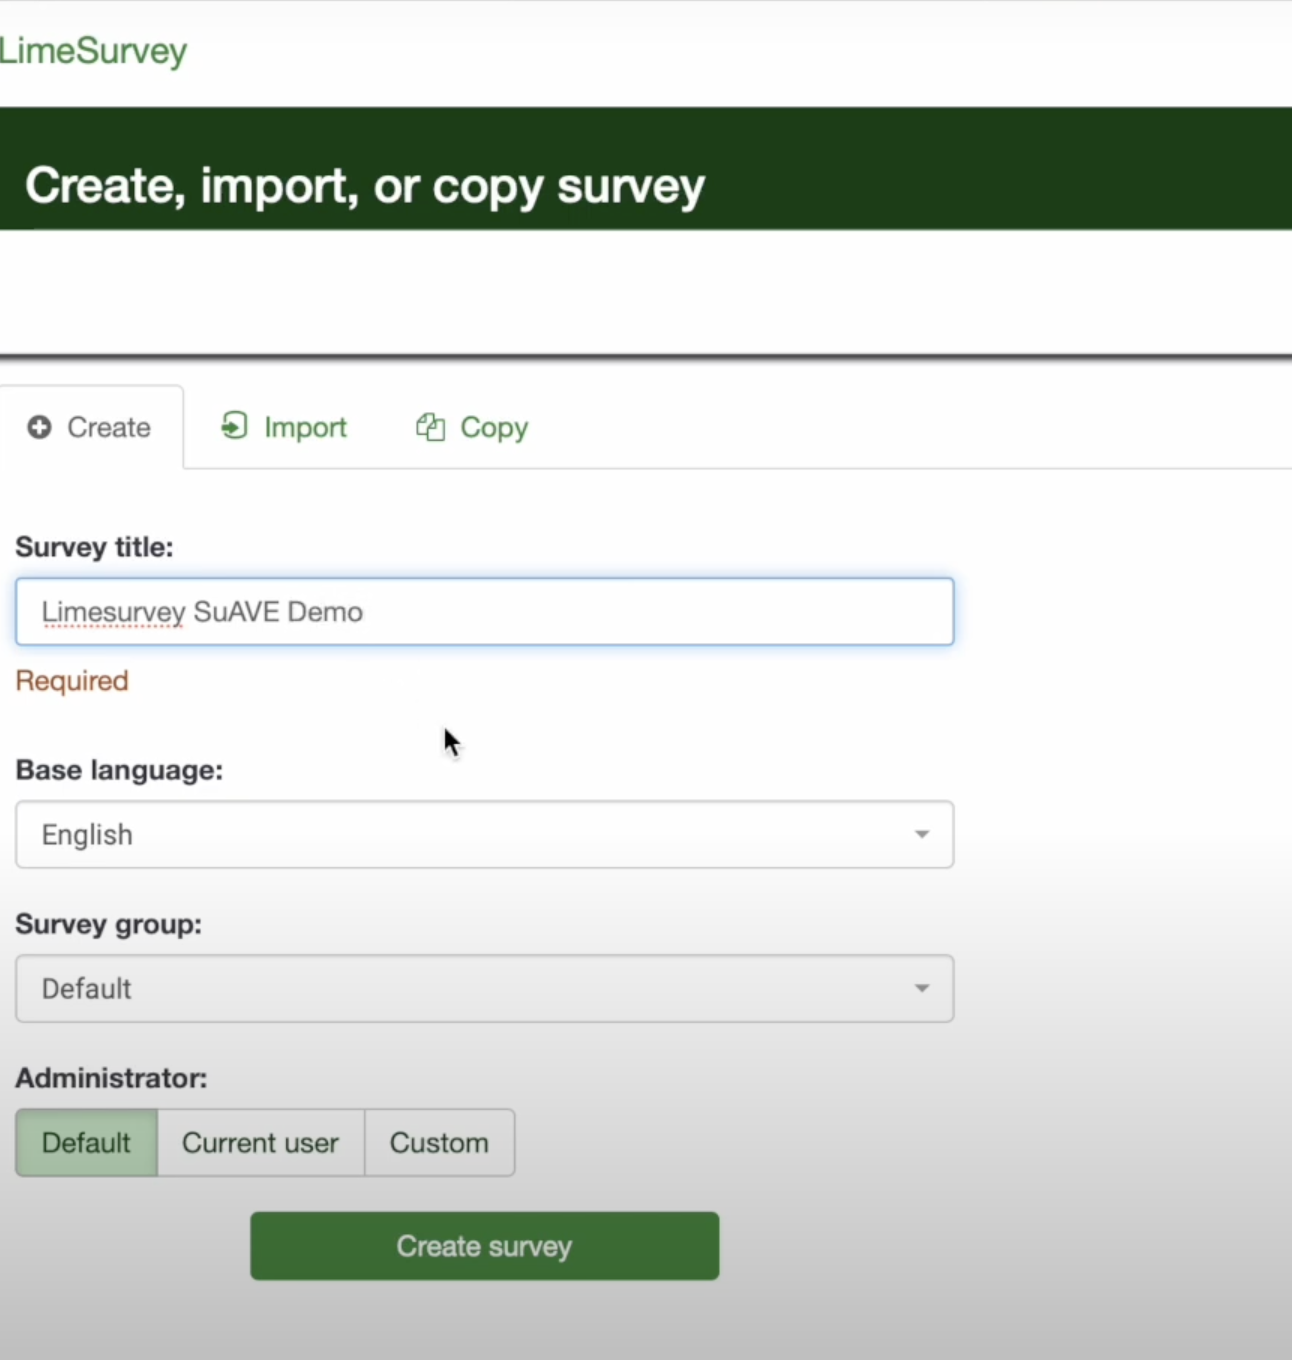 LimeSurvey
Create, import, or copy survey
Create Import Copy
Survey title:
Limesurvey SuAVE Demo
Required
Base language:
English
Survey group:
Default
Administrator:
Default Current user Custom
Create survey